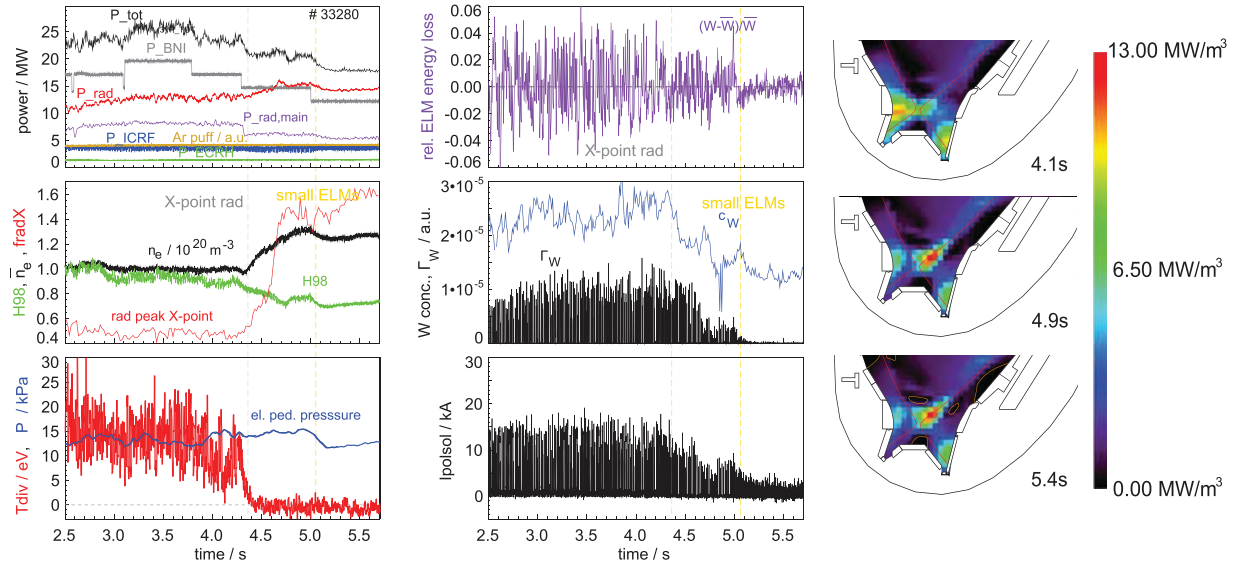 # 33280
P_tot
P_BNI
P_rad
P_rad,main
P_ICRF
Ar puff / a.u.
P_ECRH
power / MW
25
20
15
10
5
0
X-point rad
small ELMs
n_e / 10^20 m^-3
H98
rad peak X-point
H98, n̅_e, fradX
1.6
1.4
1.2
1.0
0.8
0.6
0.4
el. ped. presssure
Tdiv / eV, P / kPa
30
25
20
15
10
5
0
2.5 3.0 3.5 4.0 4.5 5.0 5.5
time / s
(W-W̅)/W̅
X-point rad
rel. ELM energy loss
0.06
0.04
0.02
0.00
-0.02
-0.04
-0.06
small ELMs
c_W
Γ_W
W conc., Γ_W, / a.u.
3•10^-5
2•10^-5
1•10^-5
0
Ipolsol / kA
30
20
10
0
2.5 3.0 3.5 4.0 4.5 5.0 5.5
time / s
4.1s
4.9s
5.4s
13.00 MW/m³
6.50 MW/m³
0.00 MW/m³